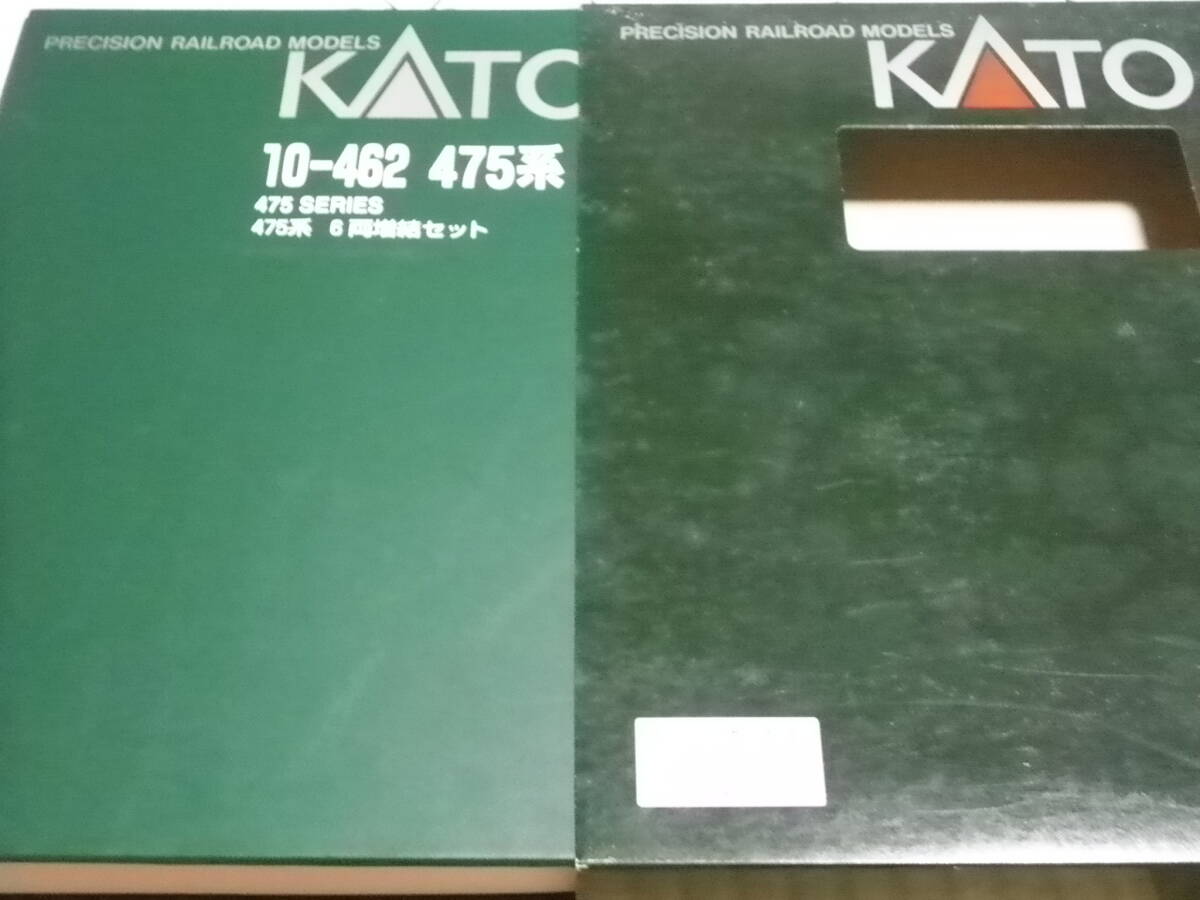 PRECISION RAILROAD MODELS
KATO
10-462 475系
475 SERIES
475系 6両増結セット
PRECISION RAILROAD MODELS
KATO